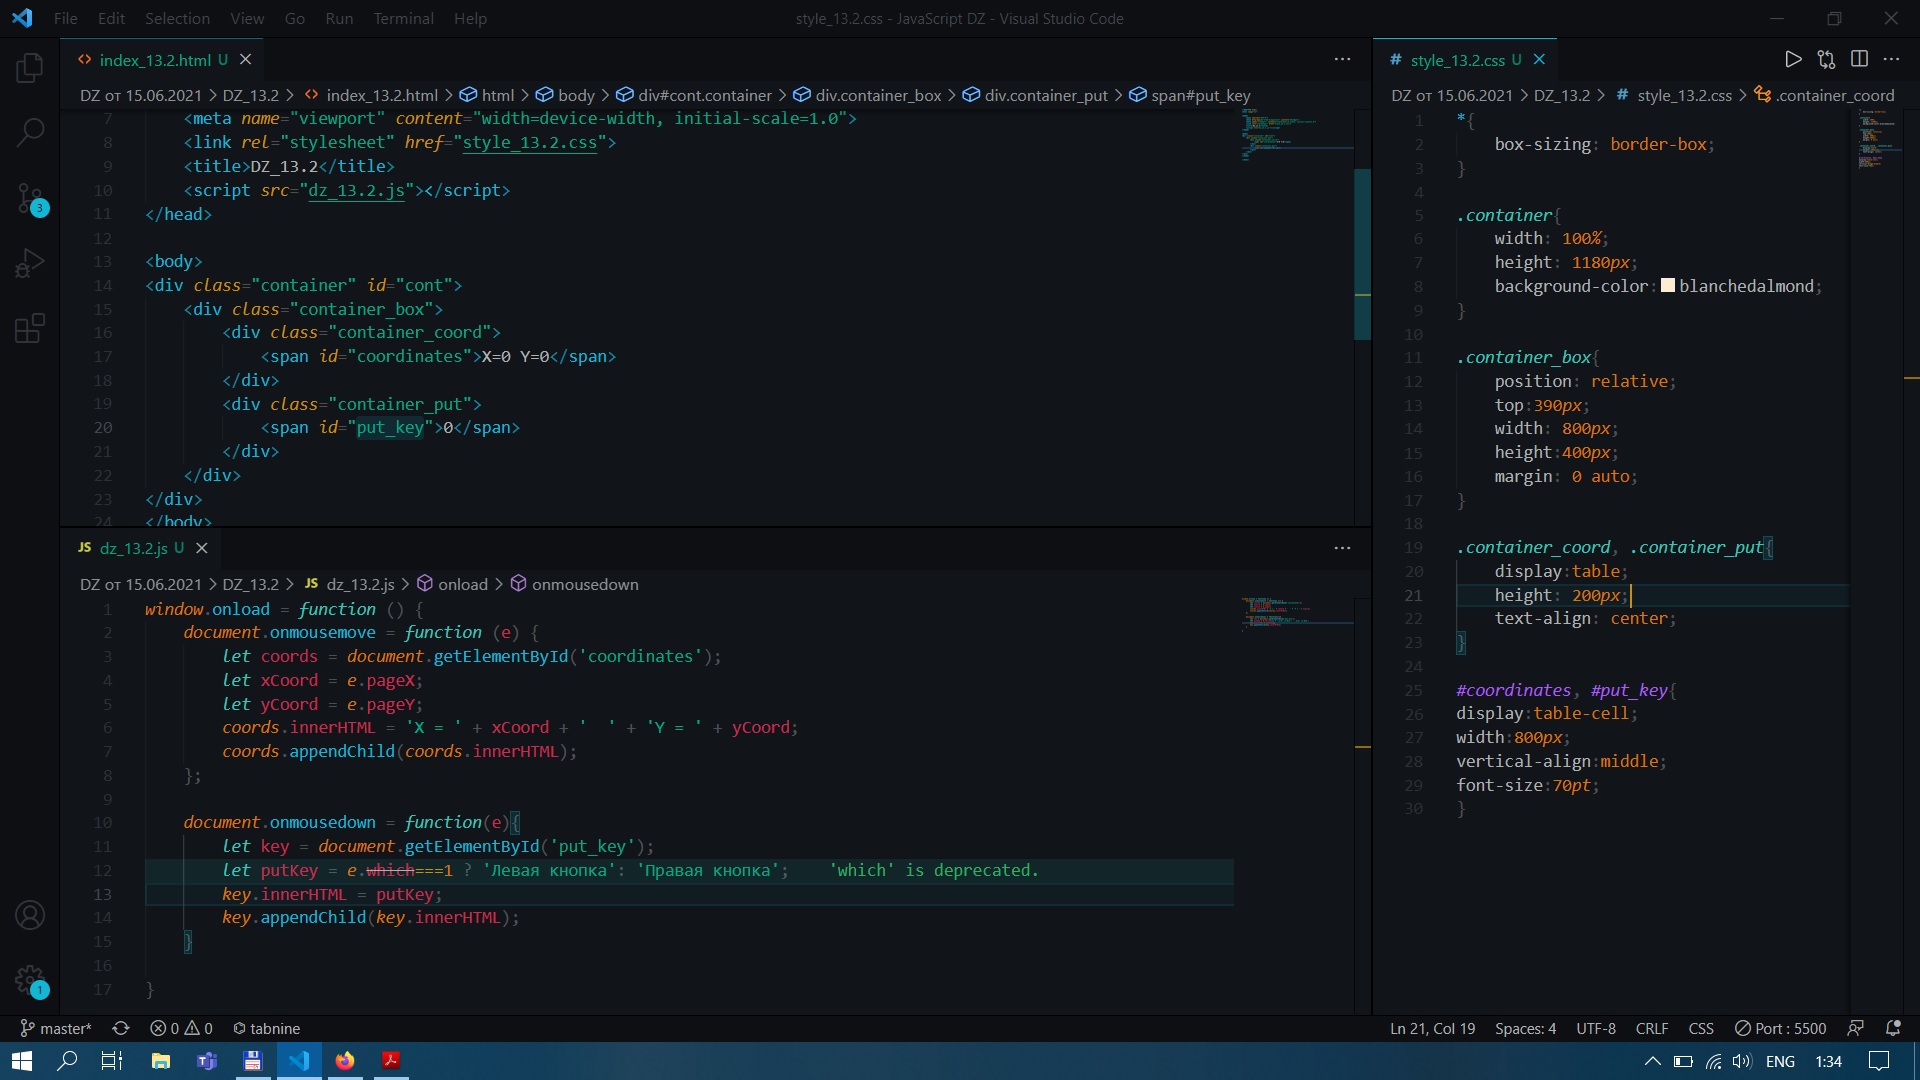 File Edit Selection View Go Run Terminal Help style_13.2.css - JavaScript DZ - Visual Studio Code
index_13.2.html U
DZ от 15.06.2021 > DZ_13.2 > index_13.2.html > html > body > div#cont.container > div.container_box > div.container_put > span#put_key
7 <meta name="viewport" content="width=device-width, initial-scale=1.0">
8 <link rel="stylesheet" href="style_13.2.css">
9 <title>DZ_13.2</title>
10 <script src="dz_13.2.js"></script>
11 </head>
12
13 <body>
14 <div class="container" id="cont">
15 <div class="container_box">
16 <div class="container_coord">
17 <span id="coordinates">X=0 Y=0</span>
18 </div>
19 <div class="container_put">
20 <span id="put_key">0</span>
21 </div>
22 </div>
23 </div>
24 </body>
JS dz_13.2.js U
DZ от 15.06.2021 > DZ_13.2 > JS dz_13.2.js > onload > onmousedown
1 window.onload = function () {
2 document.onmousemove = function (e) {
3 let coords = document.getElementById('coordinates');
4 let xCoord = e.pageX;
5 let yCoord = e.pageY;
6 coords.innerHTML = 'X = ' + xCoord + '  ' + 'Y = ' + yCoord;
7 coords.appendChild(coords.innerHTML);
8 };
9
10 document.onmousedown = function(e){
11 let key = document.getElementById('put_key');
12 let putKey = e.which===1 ? 'Левая кнопка': 'Правая кнопка'; 'which' is deprecated.
13 key.innerHTML = putKey;
14 key.appendChild(key.innerHTML);
15 }
16
17 }
# style_13.2.css U
DZ от 15.06.2021 > DZ_13.2 > # style_13.2.css > .container_coord
1 *{
2 box-sizing: border-box;
3 }
4
5 .container{
6 width: 100%;
7 height: 1180px;
8 background-color: blanchedalmond;
9 }
10
11 .container_box{
12 position: relative;
13 top:390px;
14 width: 800px;
15 height:400px;
16 margin: 0 auto;
17 }
18
19 .container_coord, .container_put{
20 display:table;
21 height: 200px;
22 text-align: center;
23 }
24
25 #coordinates, #put_key{
26 display:table-cell;
27 width:800px;
28 vertical-align:middle;
29 font-size:70pt;
30 }
3
1
master* 0 0 tabnine Ln 21, Col 19 Spaces: 4 UTF-8 CRLF CSS Port : 5500
ENG 1:34